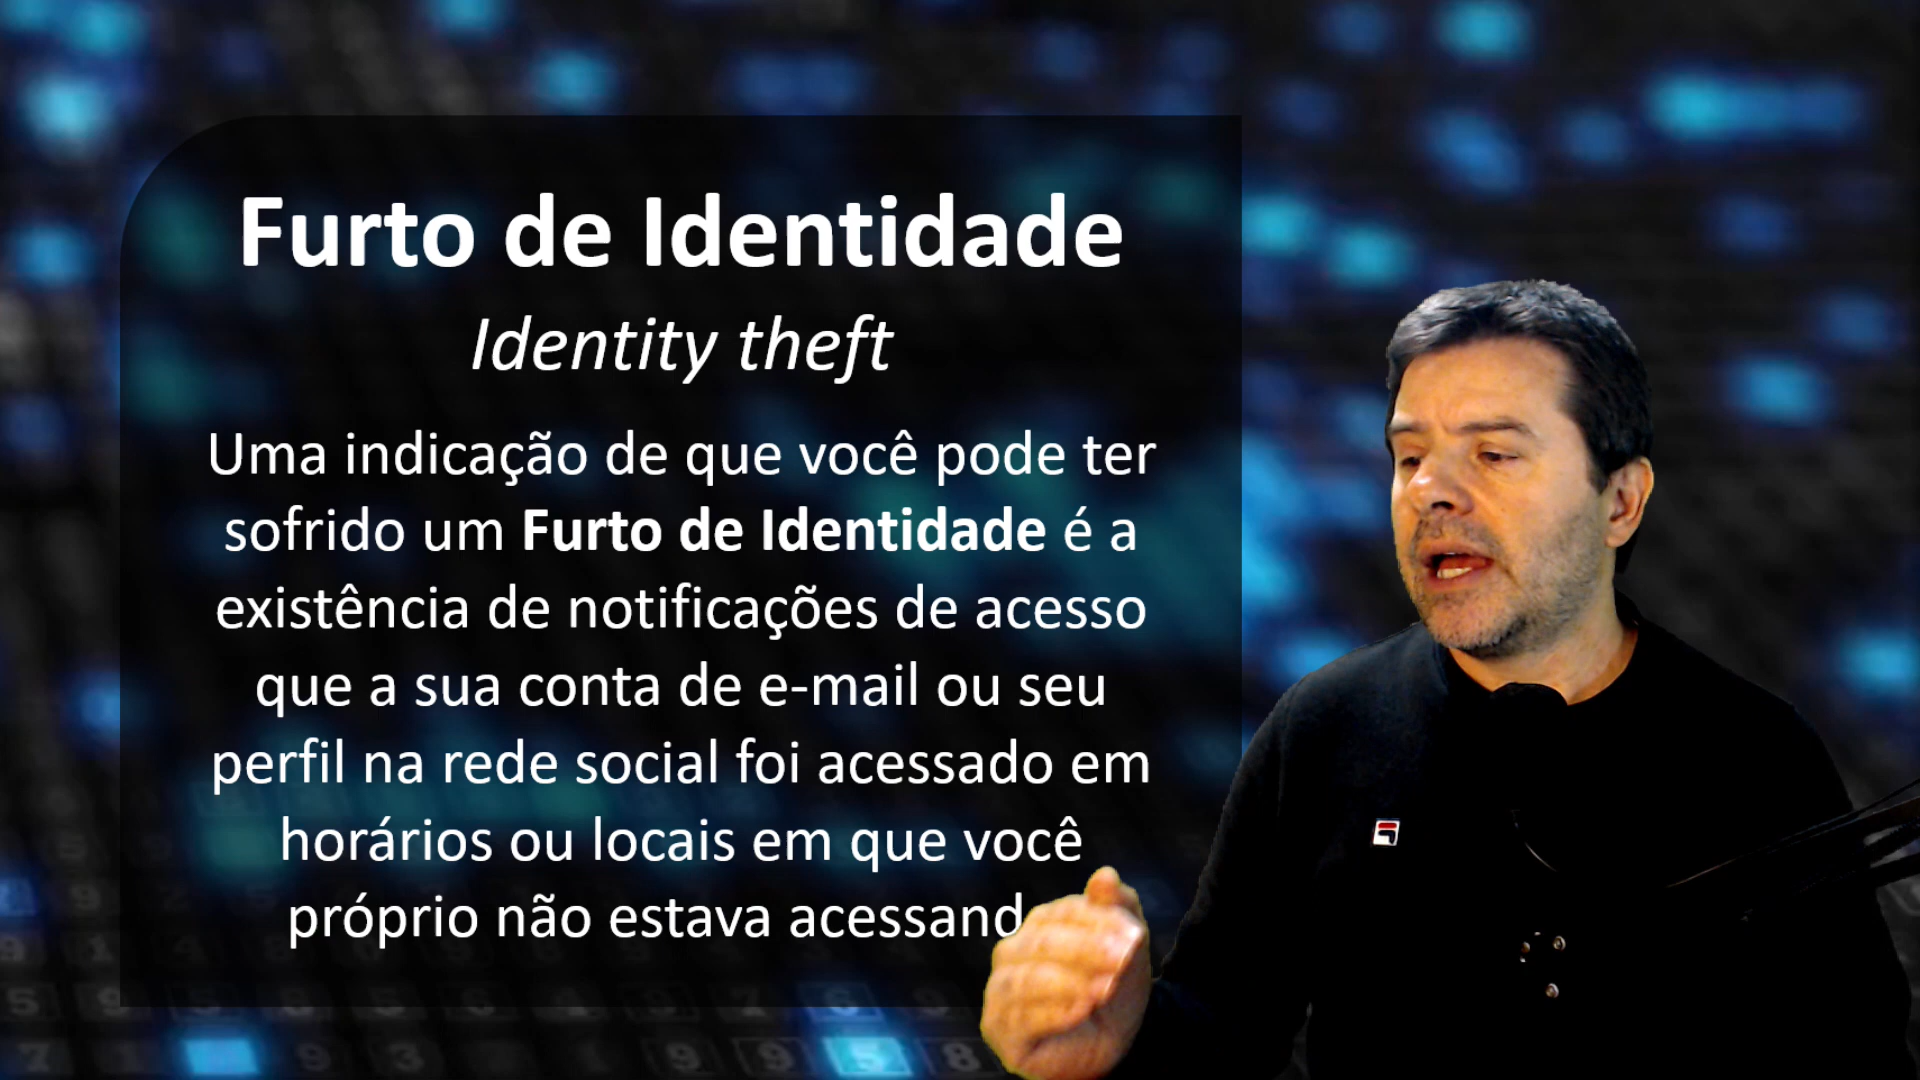 Furto de Identidade
Identity theft
Uma indicação de que você pode ter
sofrido um Furto de Identidade é a
existência de notificações de acesso
que a sua conta de e-mail ou seu
perfil na rede social foi acessado em
horários ou locais em que você
próprio não estava